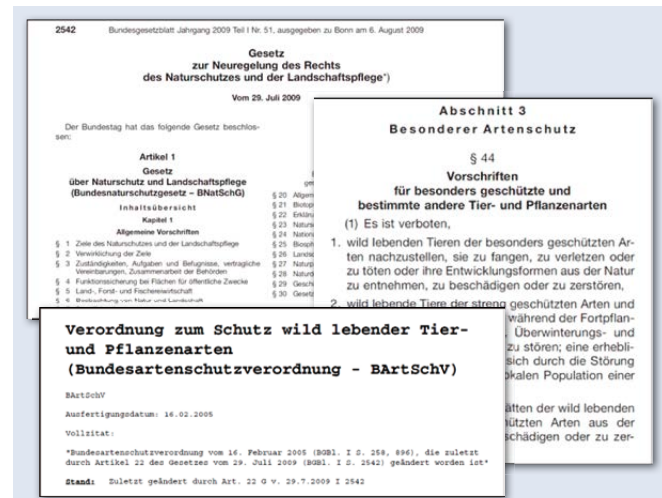 2542 Bundesgesetzblatt Jahrgang 2009 Teil I Nr. 51, ausgegeben zu Bonn am 6. August 2009
Gesetz
zur Neuregelung des Rechts
des Naturschutzes und der Landschaftspflege*)
Vom 29. Juli 2009
Der Bundestag hat das folgende Gesetz beschlos-
sen:
Artikel 1
Gesetz
über Naturschutz und Landschaftspflege
(Bundesnaturschutzgesetz – BNatSchG)
Inhaltsübersicht
Kapitel 1
Allgemeine Vorschriften
§ 1 Ziele des Naturschutzes und der Landschaftspflege
§ 2 Verwirklichung der Ziele
§ 3 Zuständigkeiten, Aufgaben und Befugnisse, vertragliche
Vereinbarungen, Zusammenarbeit der Behörden
§ 4 Funktionssicherung bei Flächen für öffentliche Zwecke
§ 5 Land-, Forst- und Fischereiwirtschaft
§ 6 Beobachtung von Natur und Landschaft
§ 20
§ 21
§ 22
§ 23
§ 24
§ 25
§ 26
§ 27
§ 28
§ 29
§ 30
Abschnitt 3
Besonderer Artenschutz
§ 44
Vorschriften
für besonders geschützte und
bestimmte andere Tier- und Pflanzenarten
(1) Es ist verboten,
1. wild lebenden Tieren der besonders geschützten Ar-
ten nachzustellen, sie zu fangen, zu verletzen oder
zu töten oder ihre Entwicklungsformen aus der Natur
zu entnehmen, zu beschädigen oder zu zerstören,
2. wild lebende Tiere der streng geschützten Arten und
während der Fortpflan-
Überwinterungs- und
zu stören; eine erhebli-
sich durch die Störung
okalen Population einer
ätten der wild lebenden
ützten Arten aus der
schädigen oder zu zer-
Verordnung zum Schutz wild lebender Tier-
und Pflanzenarten
(Bundesartenschutzverordnung - BArtSchV)
BArtSchV
Ausfertigungsdatum: 16.02.2005
Vollzitat:
"Bundesartenschutzverordnung vom 16. Februar 2005 (BGBl. I S. 258, 896), die zuletzt
durch Artikel 22 des Gesetzes vom 29. Juli 2009 (BGBl. I S. 2542) geändert worden ist"
Stand: Zuletzt geändert durch Art. 22 G v. 29.7.2009 I 2542